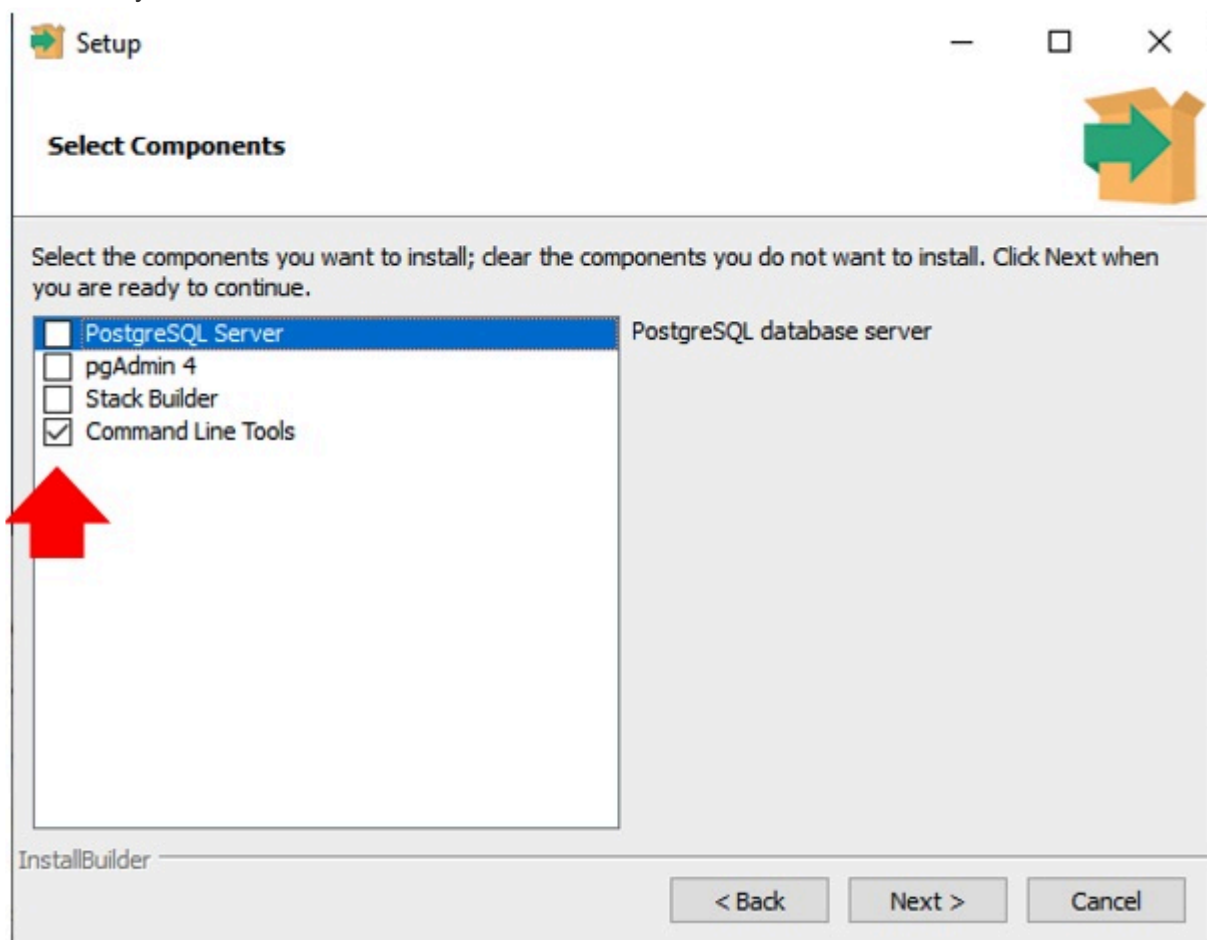 Setup
Select Components
Select the components you want to install; clear the components you do not want to install. Click Next when
you are ready to continue.
PostgreSQL Server
PostgreSQL database server
pgAdmin 4
Stack Builder
Command Line Tools
InstallBuilder
< Back
Next >
Cancel